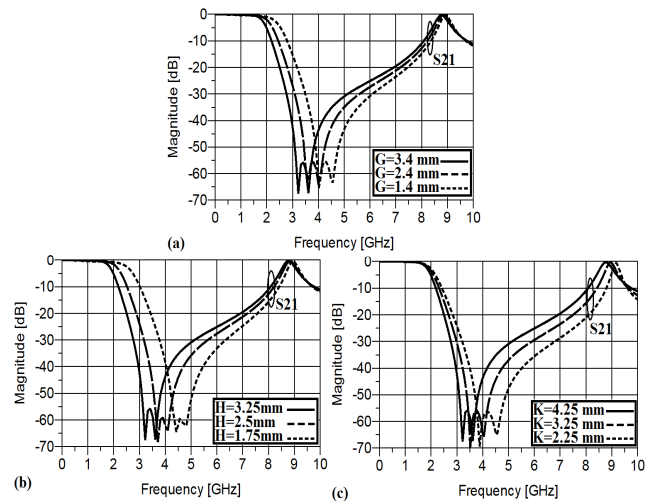 0
-10
-20
-30
-40
-50
-60
-70
Magnitude [dB]
S21
G=3.4 mm
G=2.4 mm
G=1.4 mm
0 1 2 3 4 5 6 7 8 9 10
Frequency [GHz]
(a)
0
-10
-20
-30
-40
-50
-60
-70
Magnitude [dB]
S21
H=3.25mm
H=2.5mm
H=1.75mm
0 1 2 3 4 5 6 7 8 9 10
Frequency [GHz]
(b)
0
-10
-20
-30
-40
-50
-60
-70
Magnitude [dB]
S21
K=4.25 mm
K=3.25 mm
K=2.25 mm
0 1 2 3 4 5 6 7 8 9 10
Frequency [GHz]
(c)